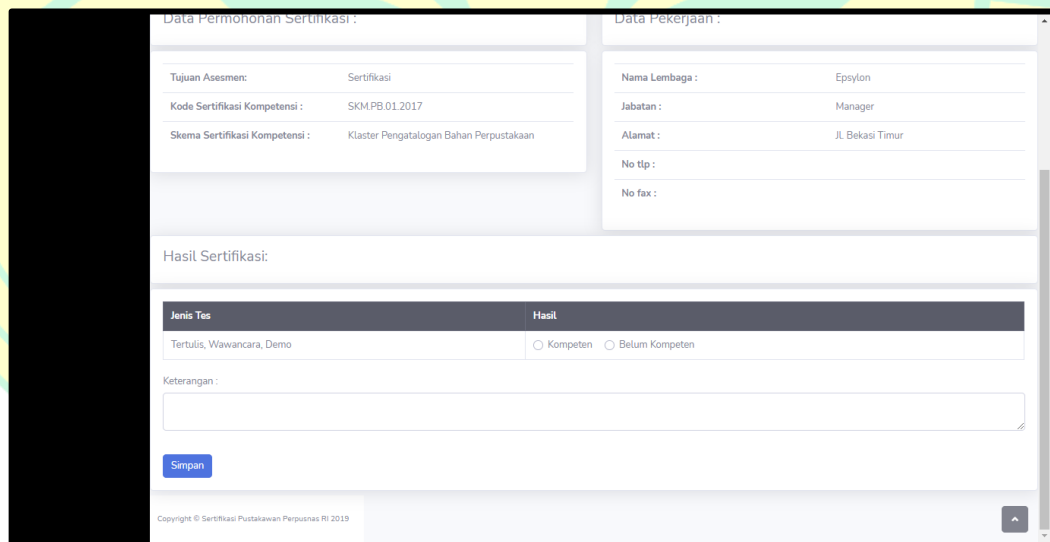 Data Permohonan Sertifikasi :
Tujuan Asesmen: Sertifikasi
Kode Sertifikasi Kompetensi : SKM.PB.01.2017
Skema Sertifikasi Kompetensi : Klaster Pengatalogan Bahan Perpustakaan
Data Pekerjaan :
Nama Lembaga : Epsylon
Jabatan : Manager
Alamat : Jl. Bekasi Timur
No tlp :
No fax :
Hasil Sertifikasi:
Jenis Tes Hasil
Tertulis, Wawancara, Demo Kompeten Belum Kompeten
Keterangan :
Simpan
Copyright © Sertifikasi Pustakawan Perpusnas RI 2019